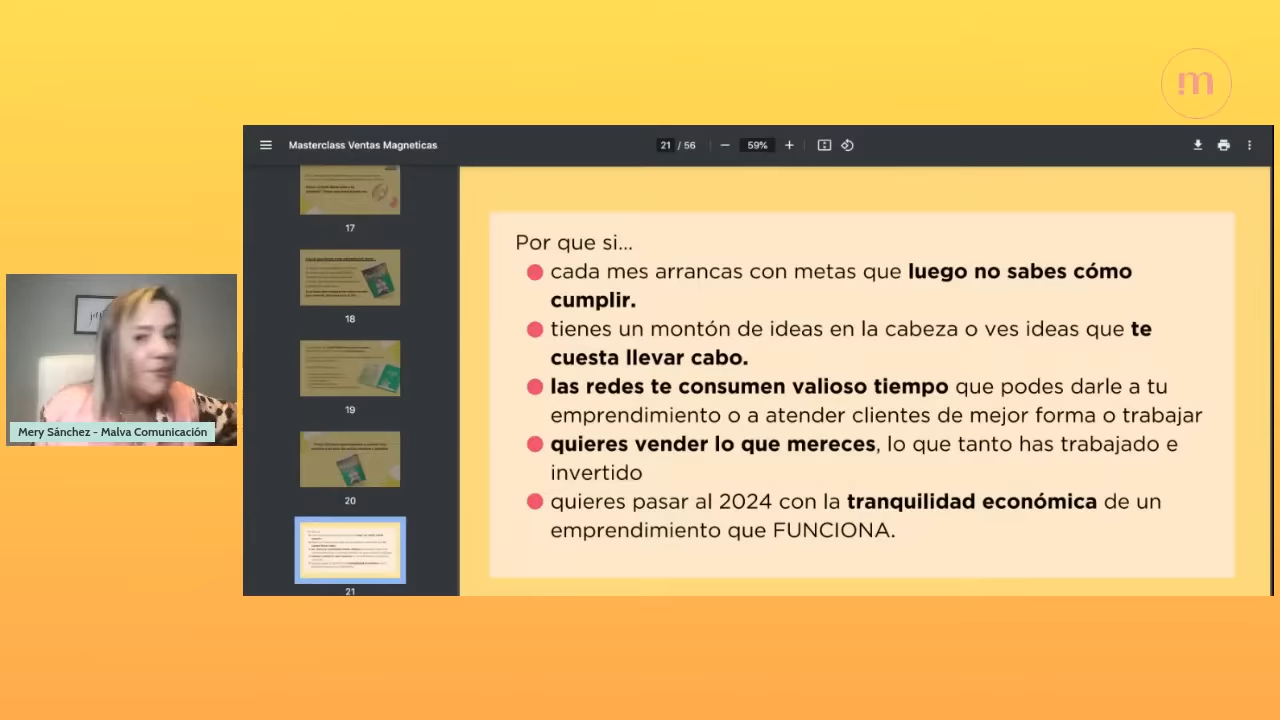 !m
Masterclass Ventas Magneticas
21 / 56
59%
17
18
19
20
21
Por que si...
cada mes arrancas con metas que luego no sabes cómo
cumplir.
tienes un montón de ideas en la cabeza o ves ideas que te
cuesta llevar cabo.
las redes te consumen valioso tiempo que podes darle a tu
emprendimiento o a atender clientes de mejor forma o trabajar
quieres vender lo que mereces, lo que tanto has trabajado e
invertido
quieres pasar al 2024 con la tranquilidad económica de un
emprendimiento que FUNCIONA.
Mery Sánchez - Malva Comunicación